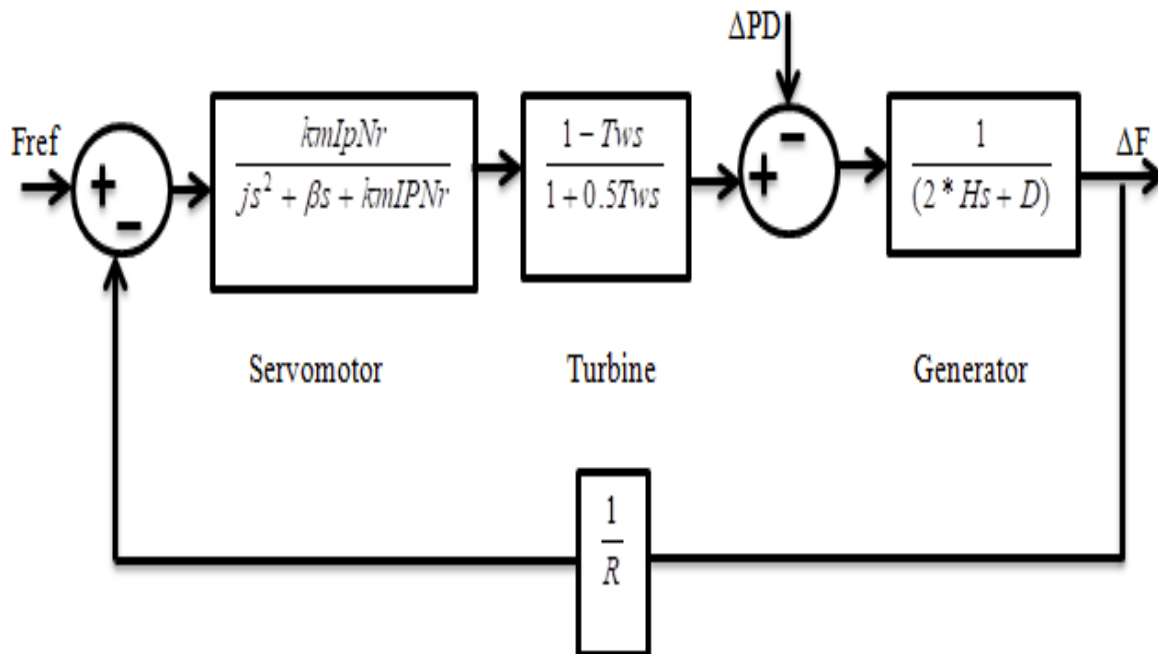 ΔPD
Fref
+
−
kmIpNr
js² + βs + kmIPNr
1 − Tws
1 + 0.5Tws
−
+
1
(2 * Hs + D)
ΔF
Servomotor
Turbine
Generator
1
R